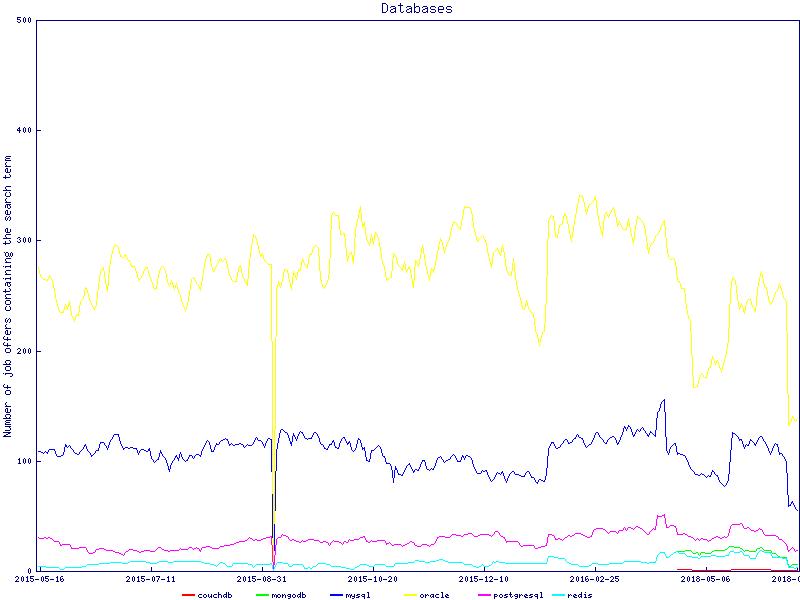 Databases
Number of job offers containing the search term
500
400
300
200
100
0
2015-05-16 2015-07-11 2015-08-31 2015-10-20 2015-12-10 2016-02-25 2018-05-06 2018-0
couchdb mongodb mysql oracle postgresql redis